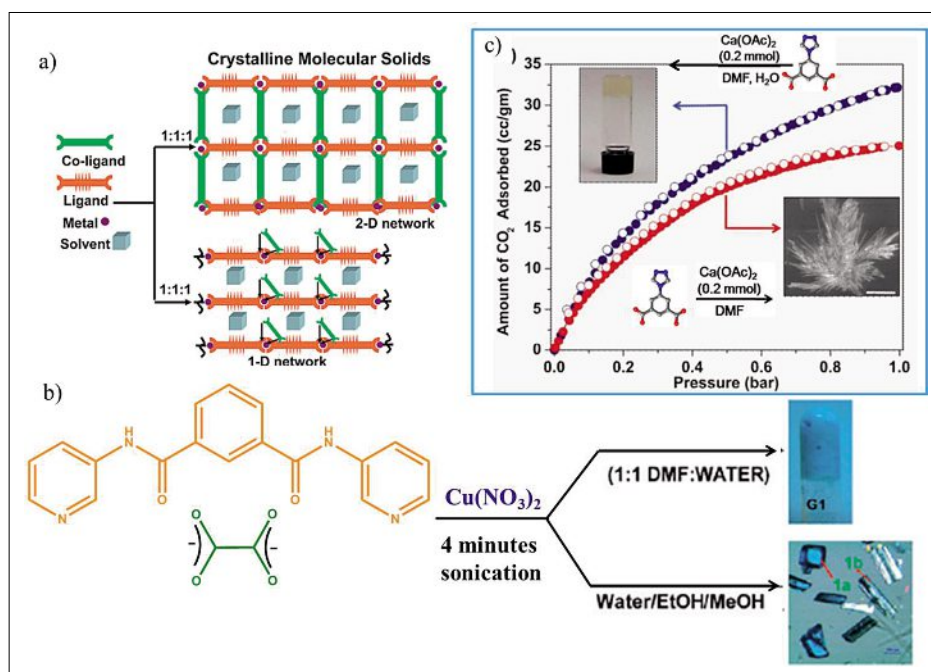 a)
Crystalline Molecular Solids
Co-ligand
Ligand
Metal
Solvent
1:1:1
2-D network
1:1:1
1-D network
c)
Amount of CO2 Adsorbed (cc/gm)
35
30
25
20
15
10
5
0
0.0 0.2 0.4 0.6 0.8 1.0
Pressure (bar)
Ca(OAc)2
(0.2 mmol)
DMF, H2O
Ca(OAc)2
(0.2 mmol)
DMF
b)
N
NH
O
O
HN
N
O
O
O
O
Cu(NO3)2
4 minutes
sonication
(1:1 DMF:WATER)
G1
Water/EtOH/MeOH
1a
1b